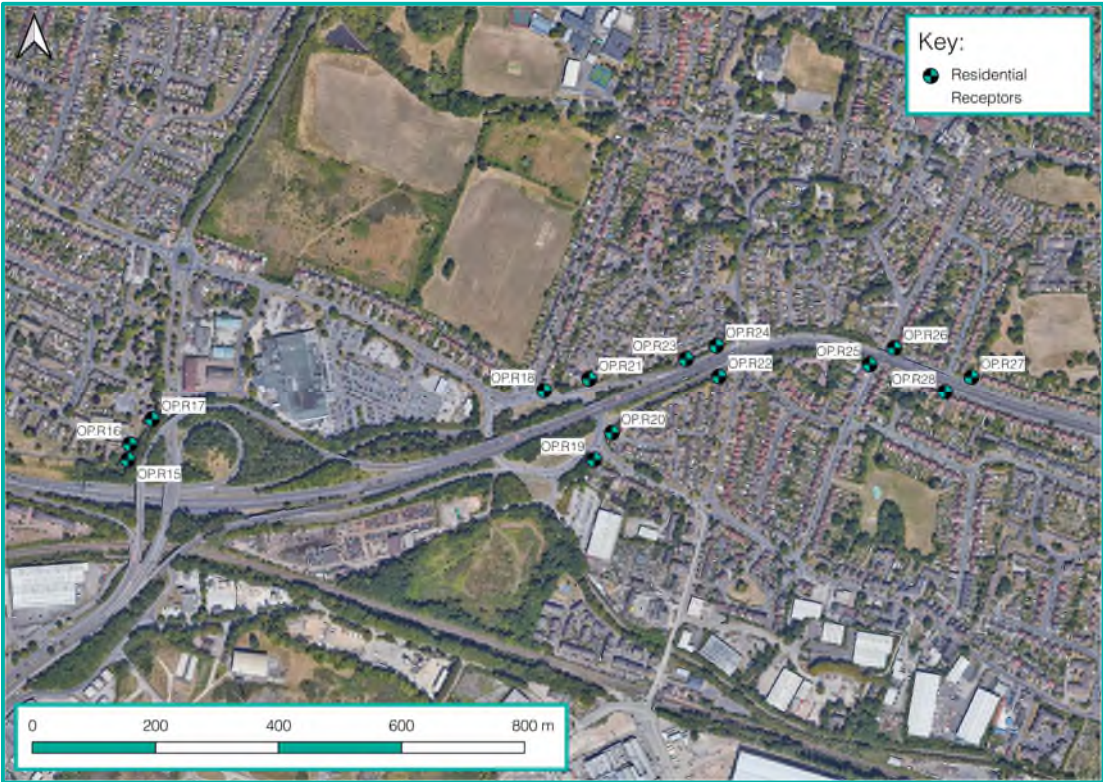 Key:
Residential
Receptors
OP.R24
OP.R26
OP.R23
OP.R25
OP.R21
OP.R22
OP.R27
OP.R18
OP.R28
OP.R17
OP.R16
OP.R20
OP.R19
OP.R15
0 200 400 600 800 m